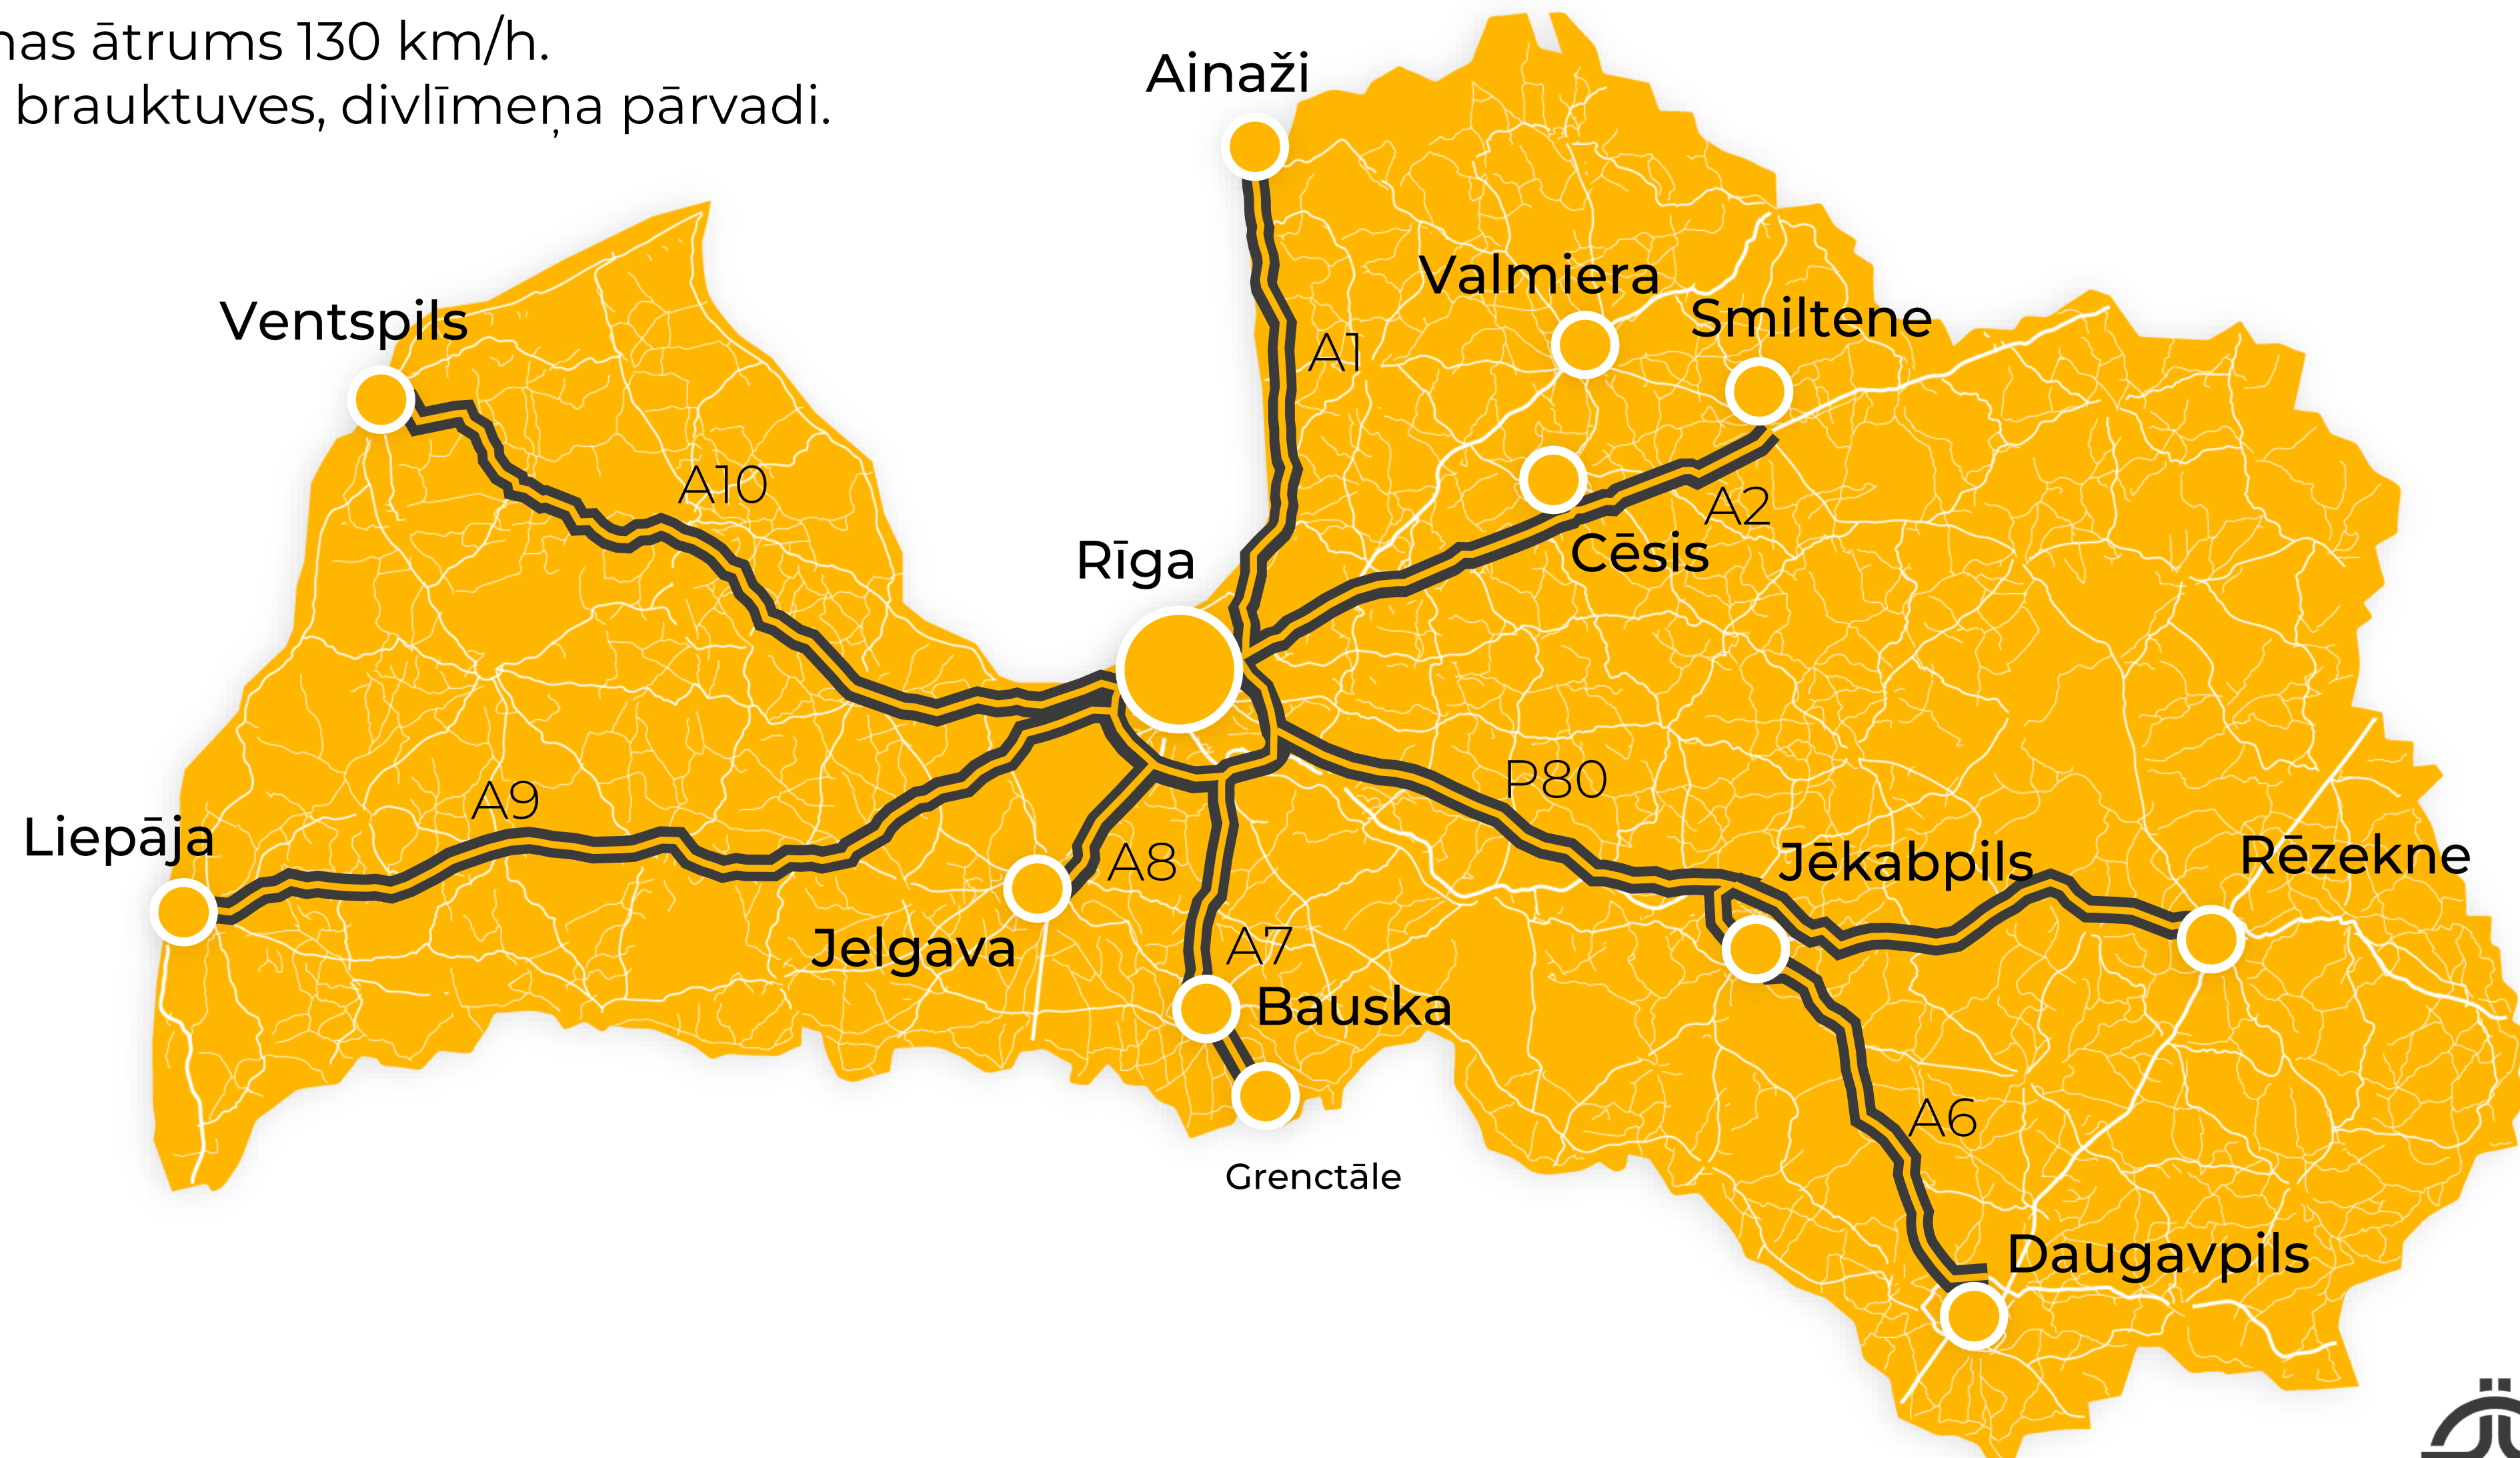 ātrums 130 km/h.
brauktuves, divlīmeņa pārvadi.
Ainaži
Valmiera
Smiltene
Ventspils
A1
A10
A2
Rīga
Cēsis
P80
A9
Liepāja
A8
Jēkabpils
Rēzekne
Jelgava
A7
Bauska
A6
Grenctāle
Daugavpils